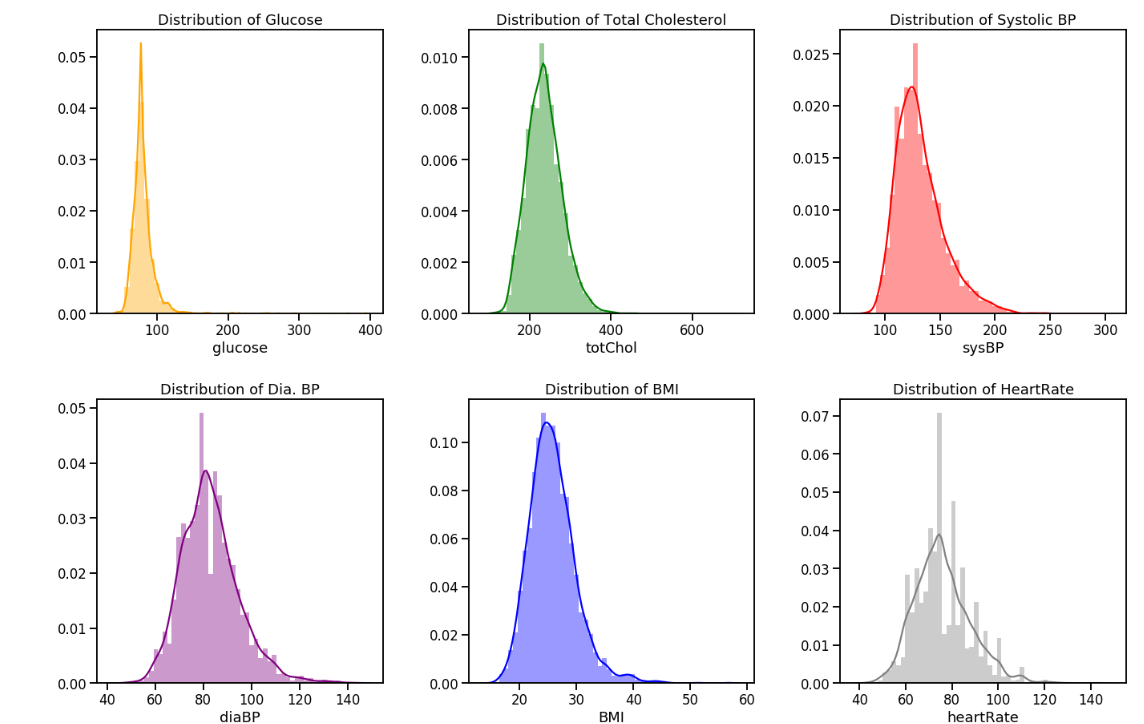 Distribution of Glucose
0.05
0.04
0.03
0.02
0.01
0.00
100 200 300 400
glucose
Distribution of Total Cholesterol
0.010
0.008
0.006
0.004
0.002
0.000
200 400 600
totChol
Distribution of Systolic BP
0.025
0.020
0.015
0.010
0.005
0.000
100 150 200 250 300
sysBP
Distribution of Dia. BP
0.05
0.04
0.03
0.02
0.01
0.00
40 60 80 100 120 140
diaBP
Distribution of BMI
0.10
0.08
0.06
0.04
0.02
0.00
20 30 40 50 60
BMI
Distribution of HeartRate
0.07
0.06
0.05
0.04
0.03
0.02
0.01
0.00
40 60 80 100 120 140
heartRate